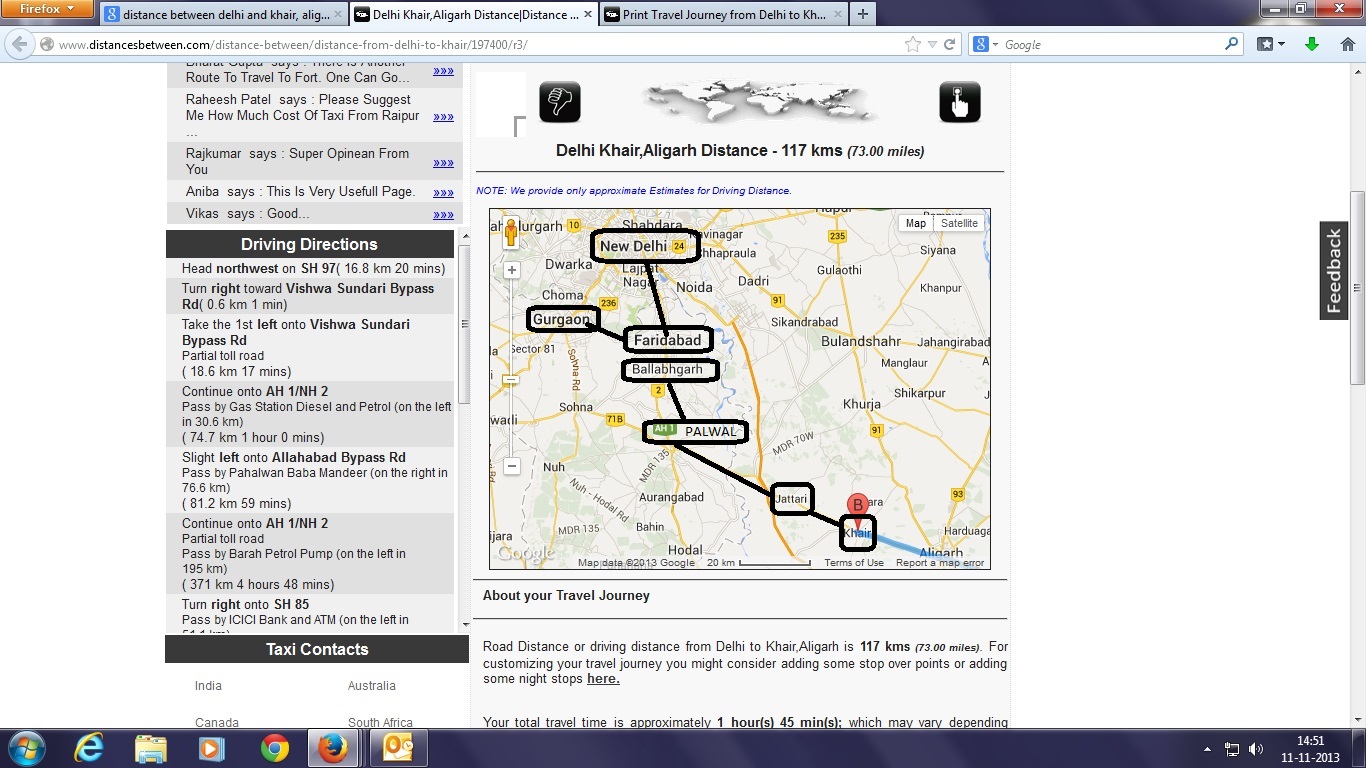 Firefox
distance between delhi and khair, alig...
Delhi Khair,Aligarh Distance|Distance ...
Print Travel Journey from Delhi to Kh...
www.distancesbetween.com/distance-between/distance-from-delhi-to-khair/197400/r3/
Google
Route To Travel To Fort. One Can Go... »»»
Raheesh Patel says : Please Suggest
Me How Much Cost Of Taxi From Raipur »»»
...
Rajkumar says : Super Opinean From
You »»»
Aniba says : This Is Very Usefull Page. »»»
Vikas says : Good... »»»
Driving Directions
Head northwest on SH 97( 16.8 km 20 mins)
Turn right toward Vishwa Sundari Bypass
Rd( 0.6 km 1 min)
Take the 1st left onto Vishwa Sundari
Bypass Rd
Partial toll road
( 18.6 km 17 mins)
Continue onto AH 1/NH 2
Pass by Gas Station Diesel and Petrol (on the left
in 30.6 km)
( 74.7 km 1 hour 0 mins)
Slight left onto Allahabad Bypass Rd
Pass by Pahalwan Baba Mandeer (on the right in
76.6 km)
( 81.2 km 59 mins)
Continue onto AH 1/NH 2
Partial toll road
Pass by Barah Petrol Pump (on the left in
195 km)
( 371 km 4 hours 48 mins)
Turn right onto SH 85
Pass by ICICI Bank and ATM (on the left in
Taxi Contacts
India Australia
Canada South Africa
Delhi Khair,Aligarh Distance - 117 kms (73.00 miles)
NOTE: We provide only approximate Estimates for Driving Distance.
Map Satellite
10
Shahdara
235
Siyana
New Delhi 24
Dwarka
Lajpat
Nagar
Chhapraula
Gulaothi
Noida
Dadri
Khanpur
Choma
236
91
Gurgaon
Sikandrabad
Faridabad
Bulandshahr
Jahangirabad
Sector 81
Sohna Rd
Ballabhgarh
Manglaur
Anupshahar
2
Sohna
Khurja
Shikarpur
71B
AH 1
PALWAL
91
MDR 70W
Nuh
MDR 135
Nuh - Hodal Rd
Aurangabad
Jattari
B
93
MDR 135
Bahin
Khair
Harduaga
Hodal
Aligarh
Google
Map data ©2013 Google 20 km Terms of Use Report a map error
About your Travel Journey
Road Distance or driving distance from Delhi to Khair,Aligarh is 117 kms (73.00 miles). For
customizing your travel journey you might consider adding some stop over points or adding
some night stops here.
Your total travel time is approximately 1 hour(s) 45 min(s); which may vary depending
Feedback
14:51
11-11-2013